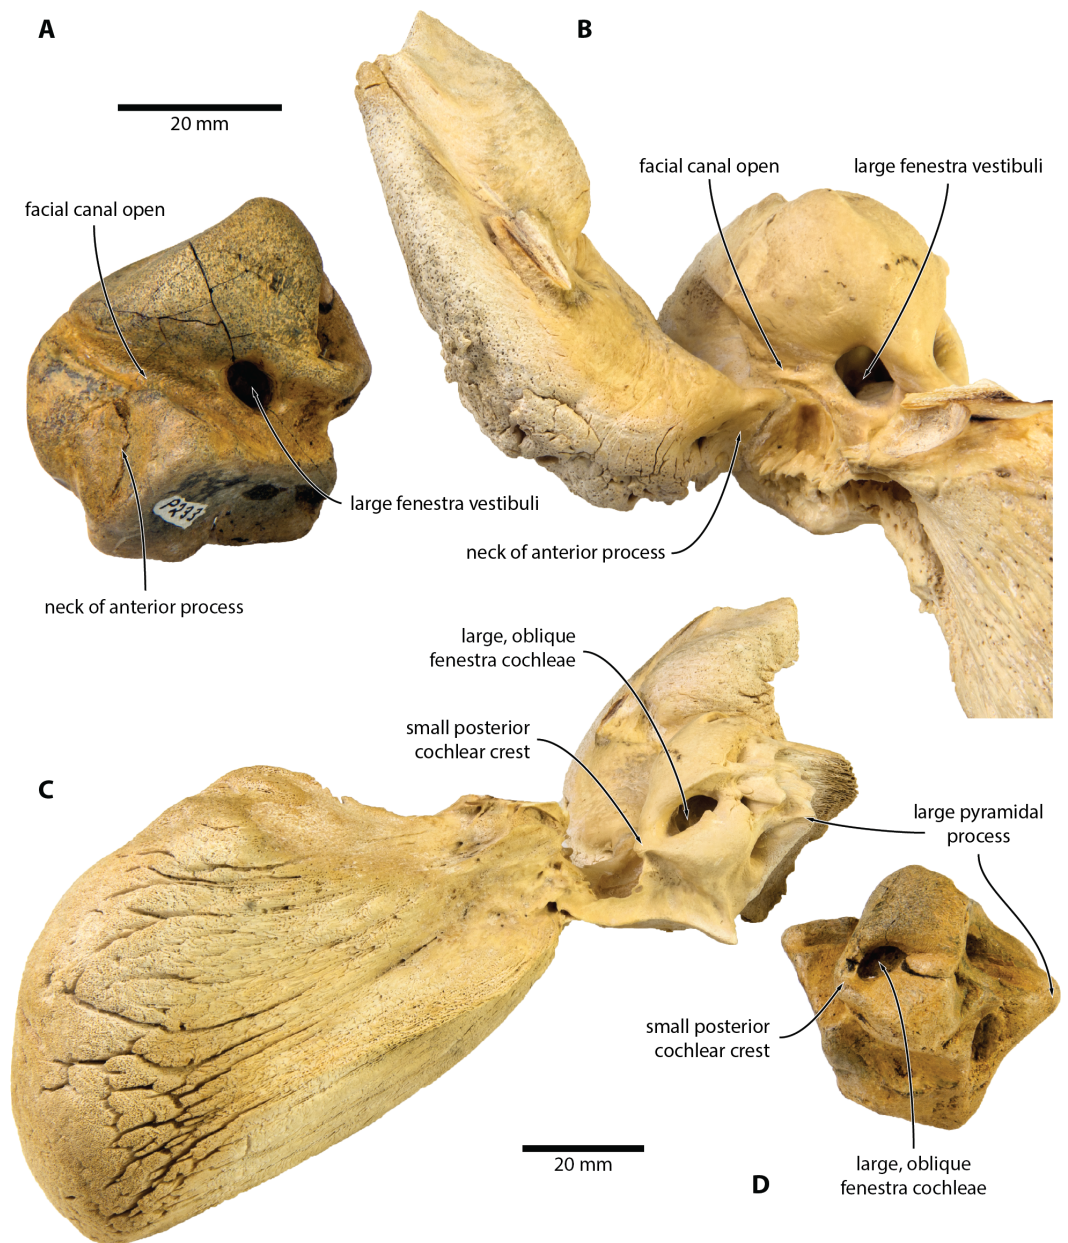 A
B
20 mm
facial canal open
large fenestra vestibuli
facial canal open
P233
large fenestra vestibuli
neck of anterior process
neck of anterior process
large, oblique
fenestra cochleae
small posterior
cochlear crest
C
large pyramidal
process
small posterior
cochlear crest
20 mm
large, oblique
fenestra cochleae
D